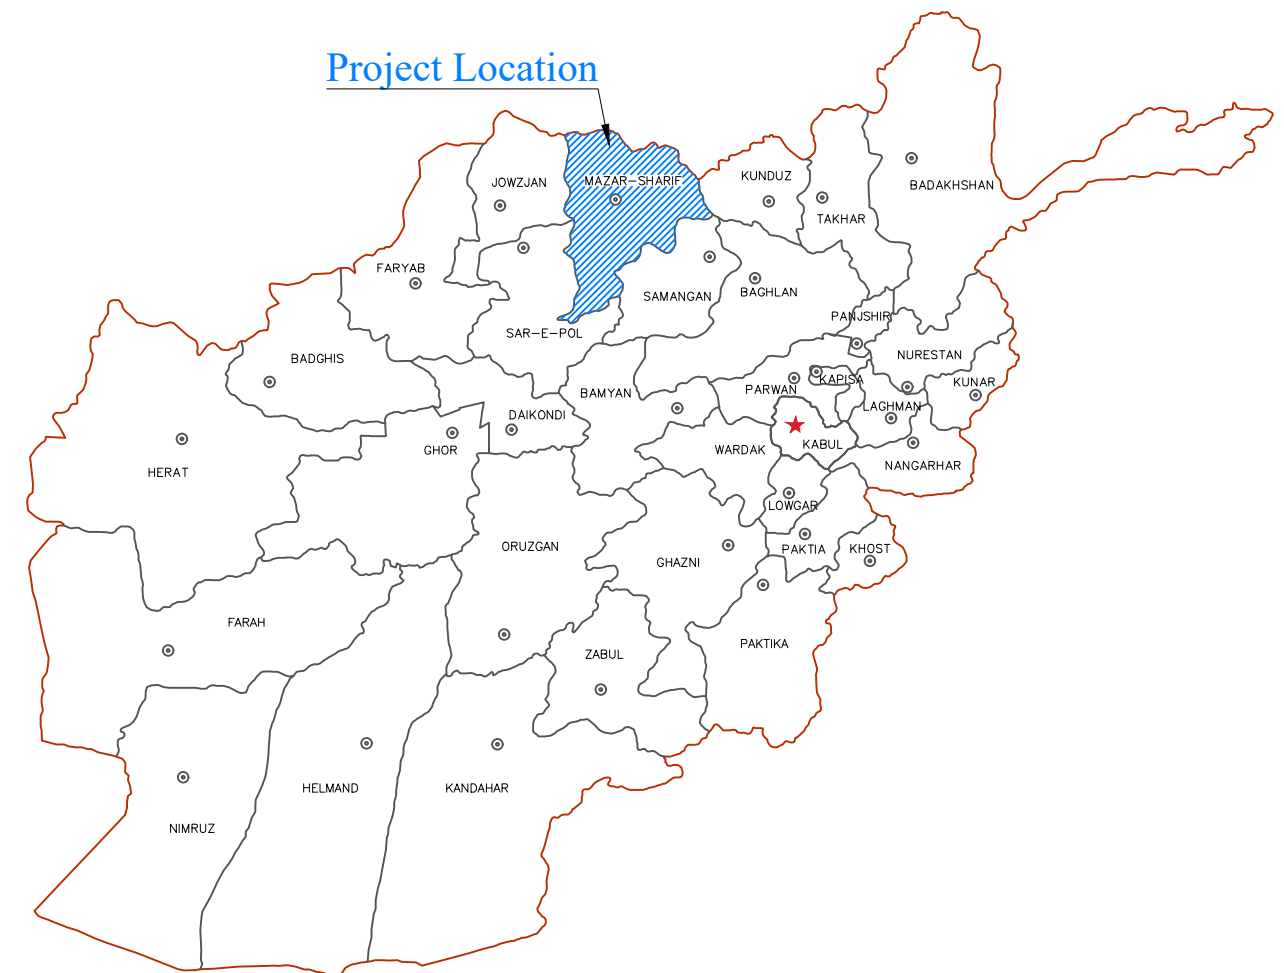 Project Location
JOWZJAN
MAZAR-SHARIF
KUNDUZ
TAKHAR
BADAKHSHAN
FARYAB
SAMANGAN
BAGHLAN
PANJSHIR
SAR-E-POL
BADGHIS
NURESTAN
KUNAR
BAMYAN
PARWAN
KAPISA
LAGHMAN
DAIKONDI
GHOR
WARDAK
KABUL
NANGARHAR
HERAT
LOWGAR
ORUZGAN
GHAZNI
PAKTIA
KHOST
FARAH
ZABUL
PAKTIKA
HELMAND
KANDAHAR
NIMRUZ